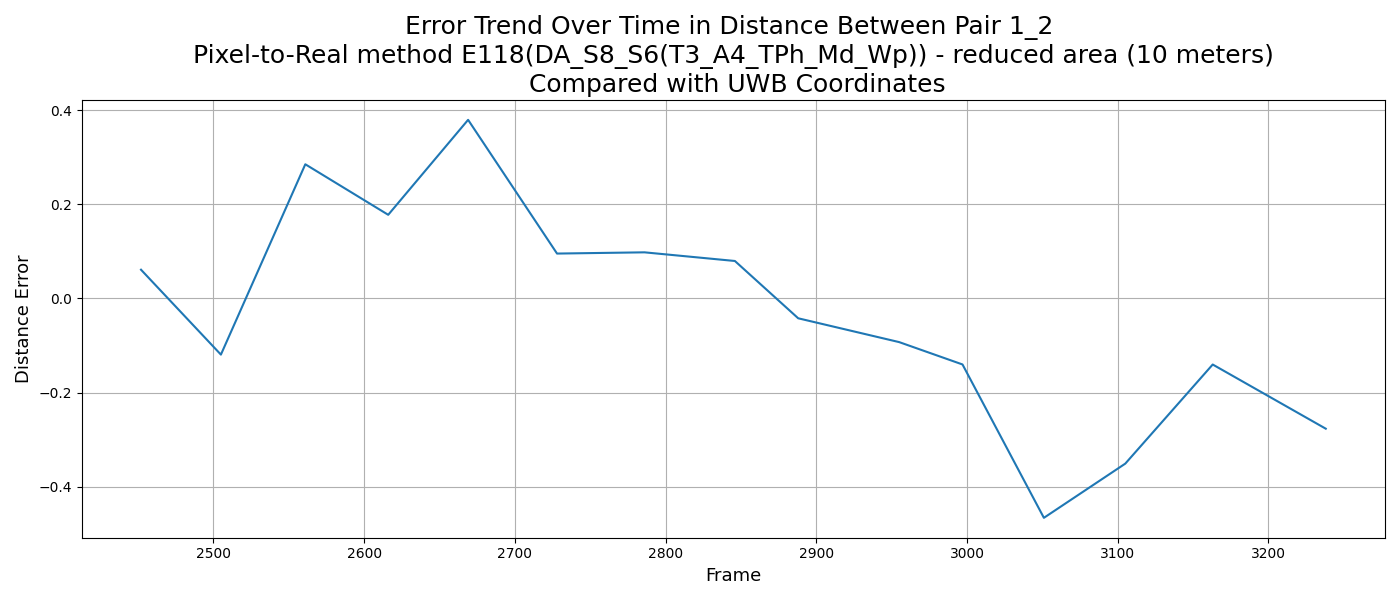 Error Trend Over Time in Distance Between Pair 1_2
Pixel-to-Real method E118(DA_S8_S6(T3_A4_TPh_Md_Wp)) - reduced area (10 meters)
Compared with UWB Coordinates
0.4
0.2
0.0
−0.2
−0.4
Distance Error
2500 2600 2700 2800 2900 3000 3100 3200
Frame